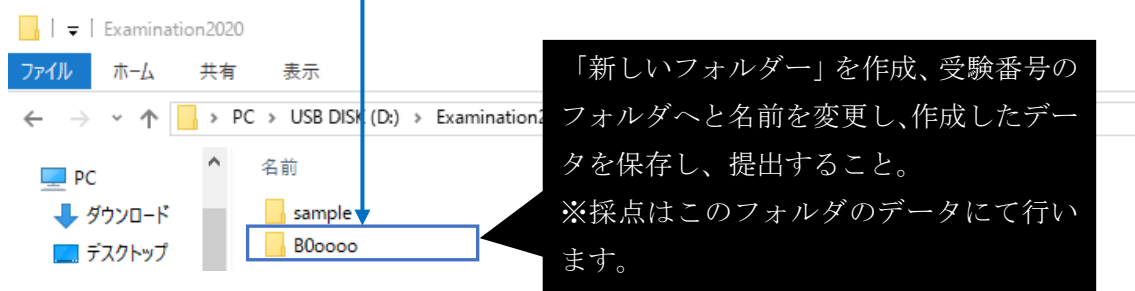 Examination2020
ファイル ホーム 共有 表示
PC > USB DISK (D:) > Examination2
名前
PC
ダウンロード
デスクトップ
sample
B0oooo
「新しいフォルダー」を作成、受験番号の
フォルダへと名前を変更し、作成したデー
タを保存し、提出すること。
※採点はこのフォルダのデータにて行い
ます。